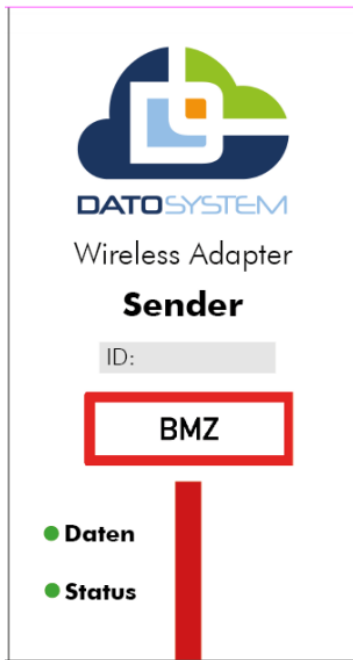 DATOSYSTEM
Wireless Adapter
Sender
ID:
BMZ
Daten
Status